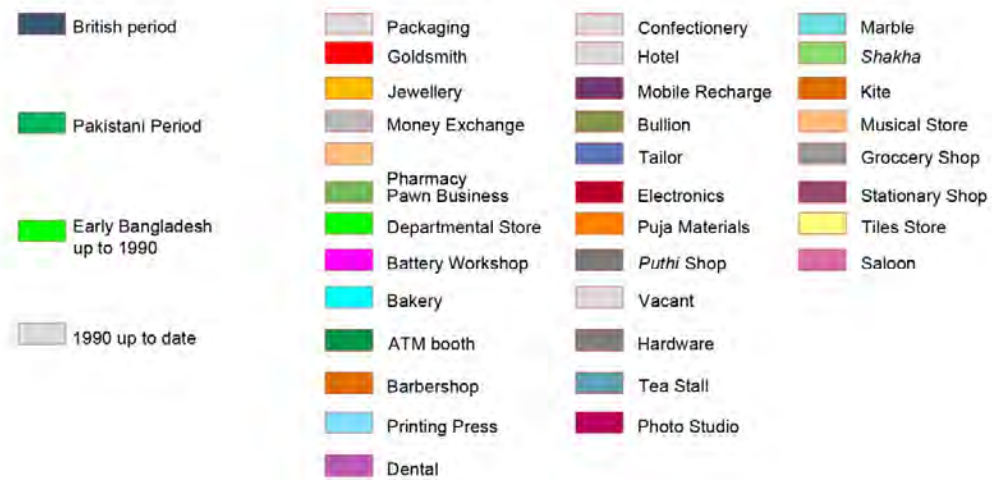 British period
Pakistani Period
Early Bangladesh
up to 1990
1990 up to date
Packaging
Goldsmith
Jewellery
Money Exchange
Pharmacy
Pawn Business
Departmental Store
Battery Workshop
Bakery
ATM booth
Barbershop
Printing Press
Dental
Confectionery
Hotel
Mobile Recharge
Bullion
Tailor
Electronics
Puja Materials
Puthi Shop
Vacant
Hardware
Tea Stall
Photo Studio
Marble
Shakha
Kite
Musical Store
Groccery Shop
Stationary Shop
Tiles Store
Saloon